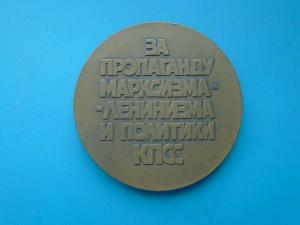 ЗА
ПРОПАГАНДУ
МАРКСИЗМА-
-ЛЕНИНИЗМА
И ПОЛИТИКИ
КПСС